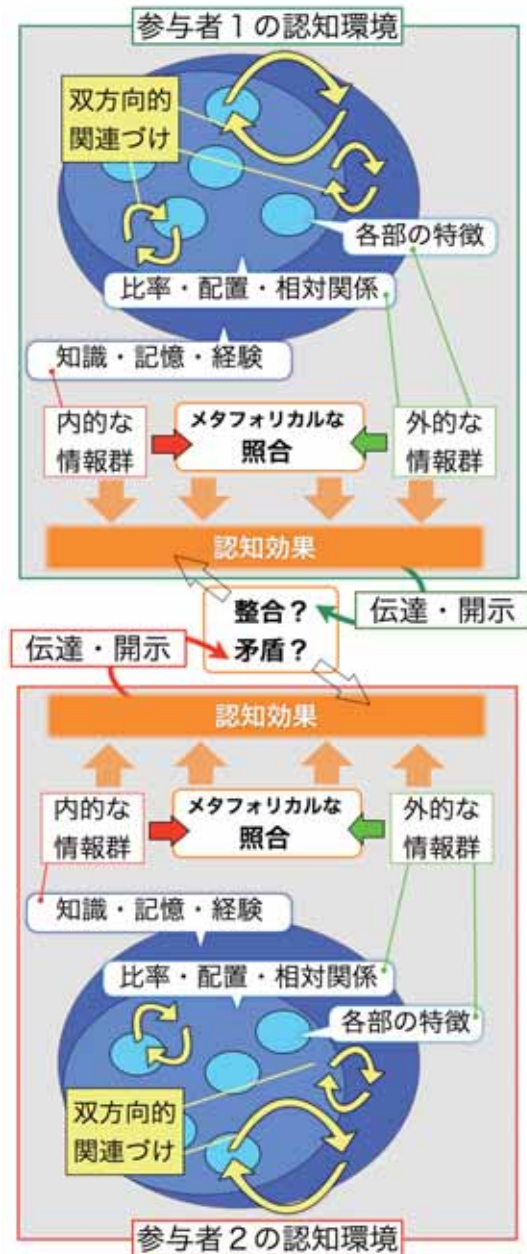 参与者1の認知環境
双方向的
関連づけ
各部の特徴
比率・配置・相対関係
知識・記憶・経験
内的な
情報群
メタフォリカルな
照合
外的な
情報群
認知効果
整合？
矛盾？
伝達・開示
伝達・開示
認知効果
内的な
情報群
メタフォリカルな
照合
外的な
情報群
知識・記憶・経験
比率・配置・相対関係
各部の特徴
双方向的
関連づけ
参与者2の認知環境